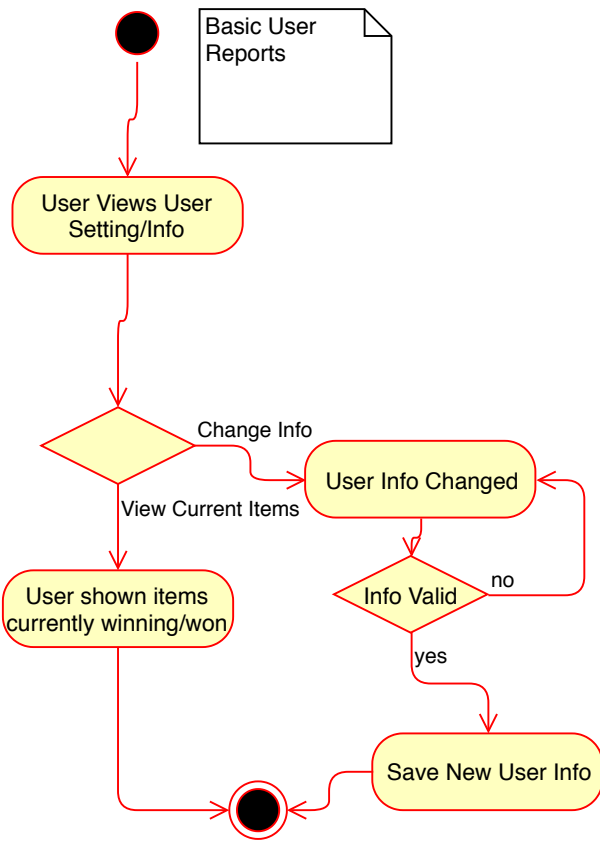 Basic User
Reports
User Views User
Setting/Info
Change Info
User Info Changed
View Current Items
no
Info Valid
User shown items
currently winning/won
yes
Save New User Info